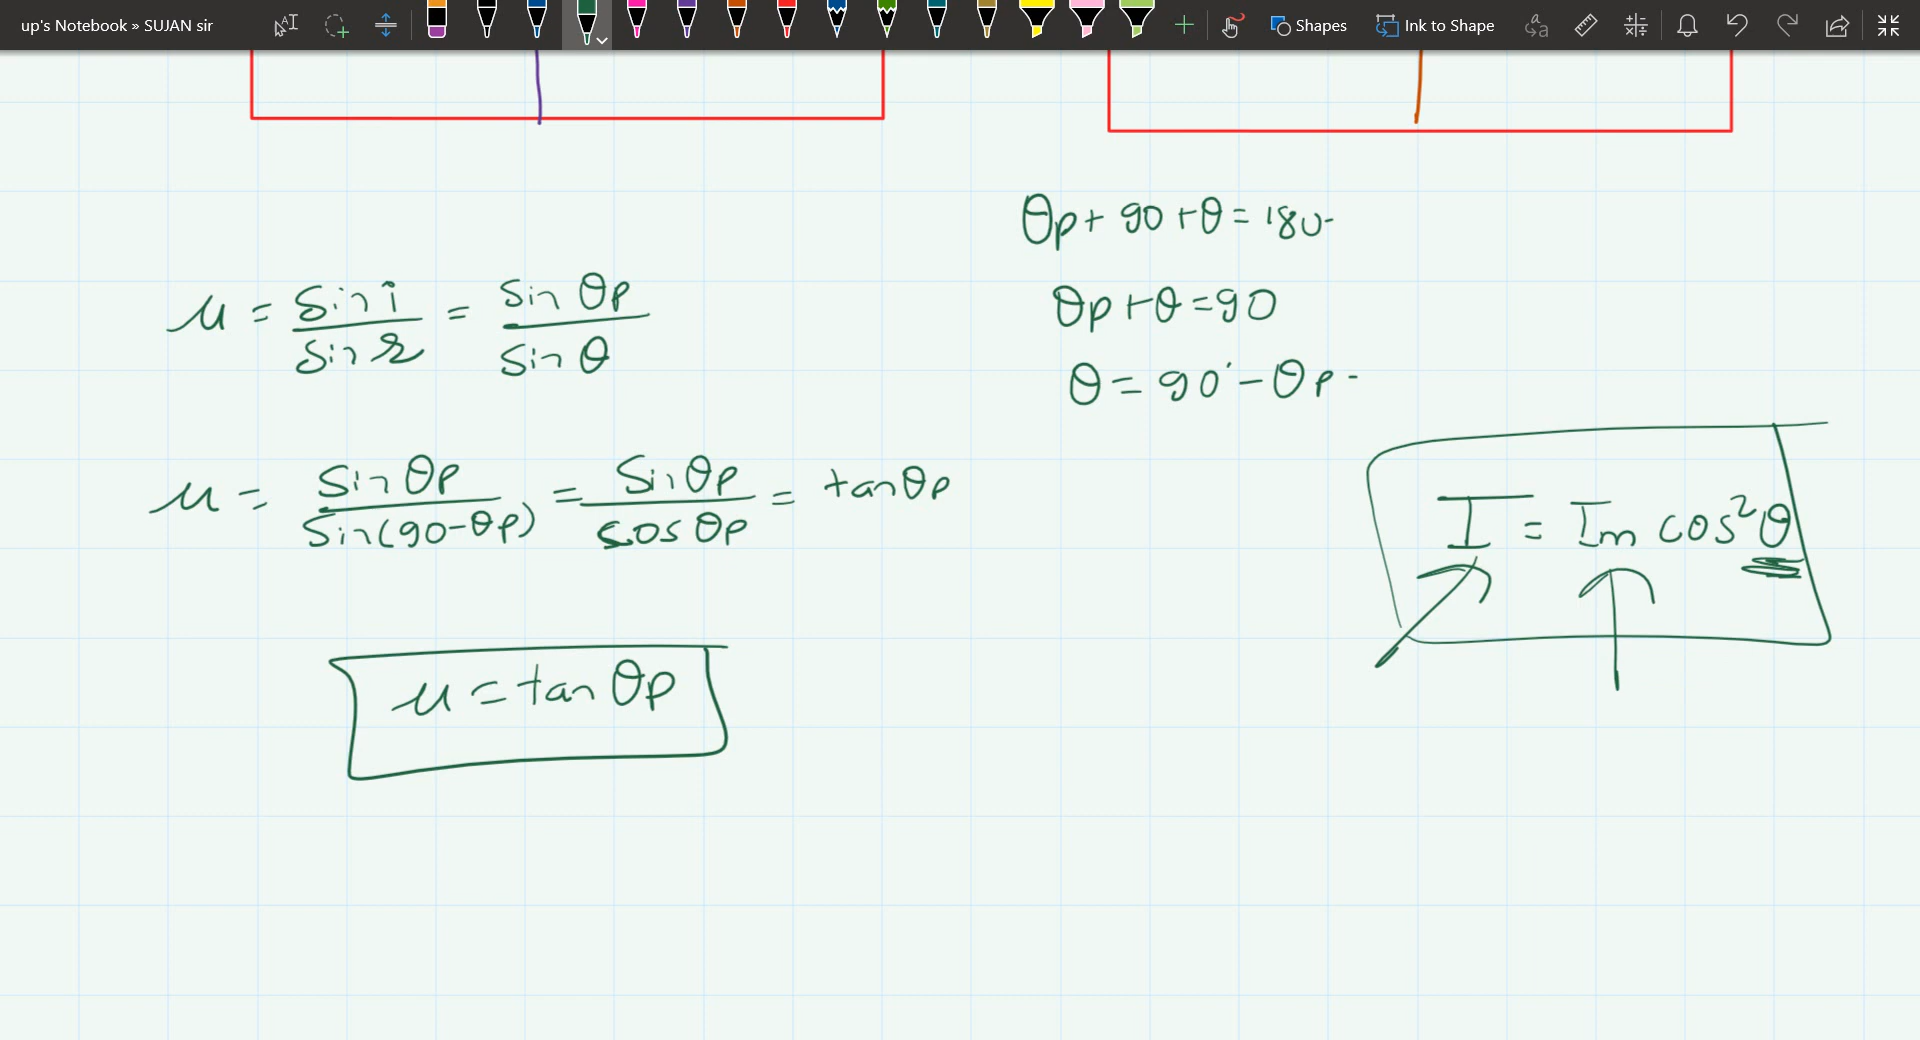 up's Notebook » SUJAN sir
Shapes
Ink to Shape
θp + 90 + θ = 180
θp + θ = 90
θ = 90° - θp
μ = sin i / sin r = sin θp / sin θ
μ = sin θp / sin(90-θp) = sin θp / cos θp = tan θp
I = Im cos²θ
μ = tan θp